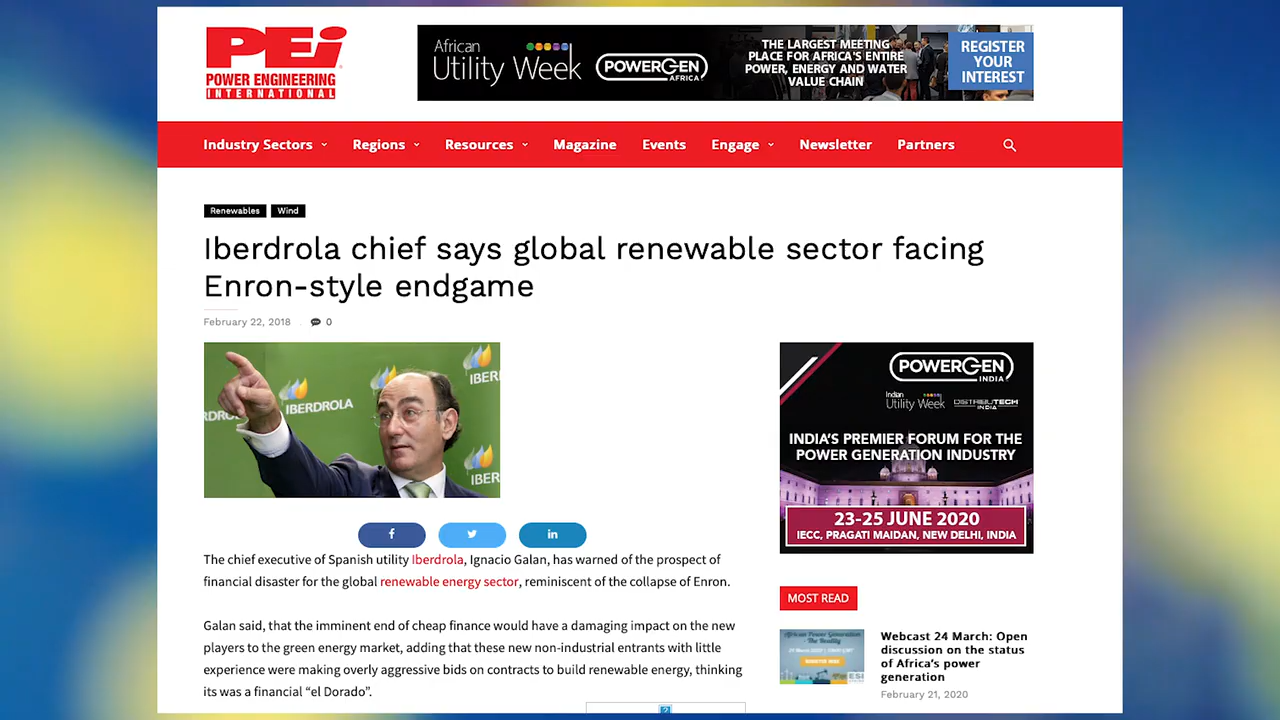 PEi
POWER ENGINEERING
INTERNATIONAL
African
Utility Week
POWERGEN
AFRICA
THE LARGEST MEETING
PLACE FOR AFRICA'S ENTIRE
POWER, ENERGY AND WATER
VALUE CHAIN
REGISTER
YOUR
INTEREST
Industry Sectors Regions Resources Magazine Events Engage Newsletter Partners
Renewables Wind
Iberdrola chief says global renewable sector facing
Enron-style endgame
February 22, 2018 0
IBERDROLA
The chief executive of Spanish utility Iberdrola, Ignacio Galan, has warned of the prospect of
financial disaster for the global renewable energy sector, reminiscent of the collapse of Enron.
Galan said, that the imminent end of cheap finance would have a damaging impact on the new
players to the green energy market, adding that these new non-industrial entrants with little
experience were making overly aggressive bids on contracts to build renewable energy, thinking
its was a financial “el Dorado”.
POWERGEN
INDIA
Indian
Utility Week
DISTRIBUTECH
INDIA
INDIA'S PREMIER FORUM FOR THE
POWER GENERATION INDUSTRY
23-25 JUNE 2020
IECC, PRAGATI MAIDAN, NEW DELHI, INDIA
MOST READ
Webcast 24 March: Open
discussion on the status
of Africa’s power
generation
February 21, 2020